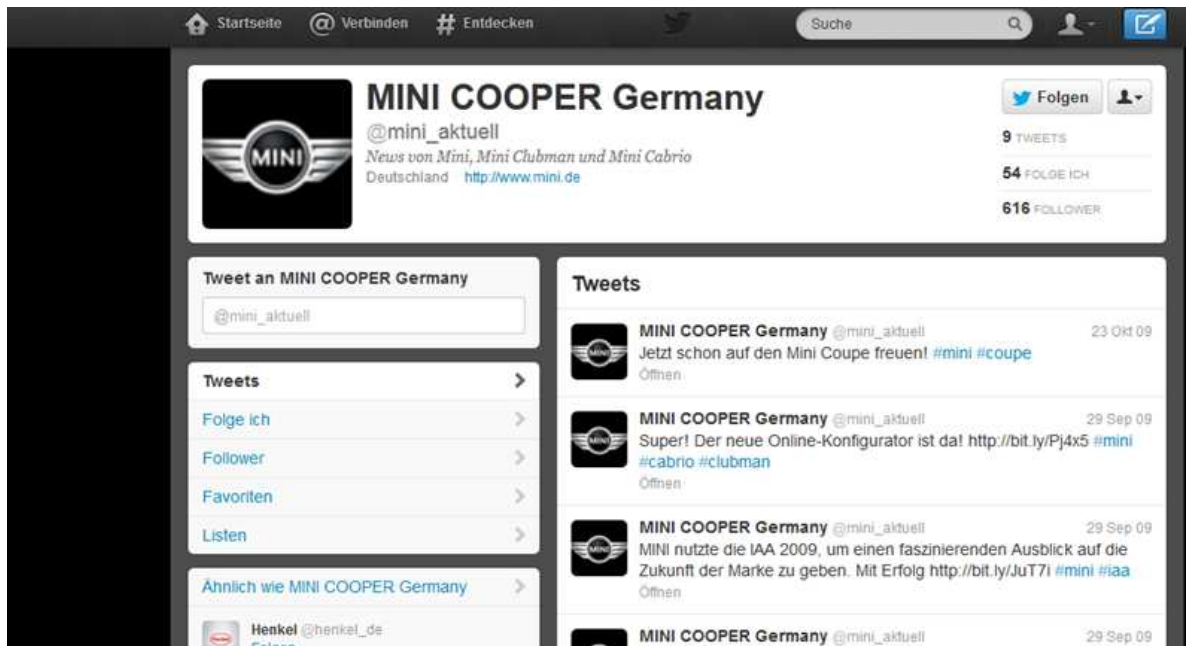 Startseite @ Verbinden # Entdecken Suche
MINI
MINI COOPER Germany
@mini_aktuell
News von Mini, Mini Clubman und Mini Cabrio
Deutschland http://www.mini.de
Folgen
9 TWEETS
54 FOLGE ICH
616 FOLLOWER
Tweet an MINI COOPER Germany
@mini_aktuell
Tweets
Folge ich
Follower
Favoriten
Listen
Ähnlich wie MINI COOPER Germany
Henkel @henkel_de
Folgen
Tweets
MINI COOPER Germany @mini_aktuell 23 Okt 09
Jetzt schon auf den Mini Coupe freuen! #mini #coupe
Öffnen
MINI COOPER Germany @mini_aktuell 29 Sep 09
Super! Der neue Online-Konfigurator ist da! http://bit.ly/Pj4x5 #mini
#cabrio #clubman
Öffnen
MINI COOPER Germany @mini_aktuell 29 Sep 09
MINI nutzte die IAA 2009, um einen faszinierenden Ausblick auf die
Zukunft der Marke zu geben. Mit Erfolg http://bit.ly/JuT7i #mini #iaa
Öffnen
MINI COOPER Germany @mini_aktuell 29 Sep 09